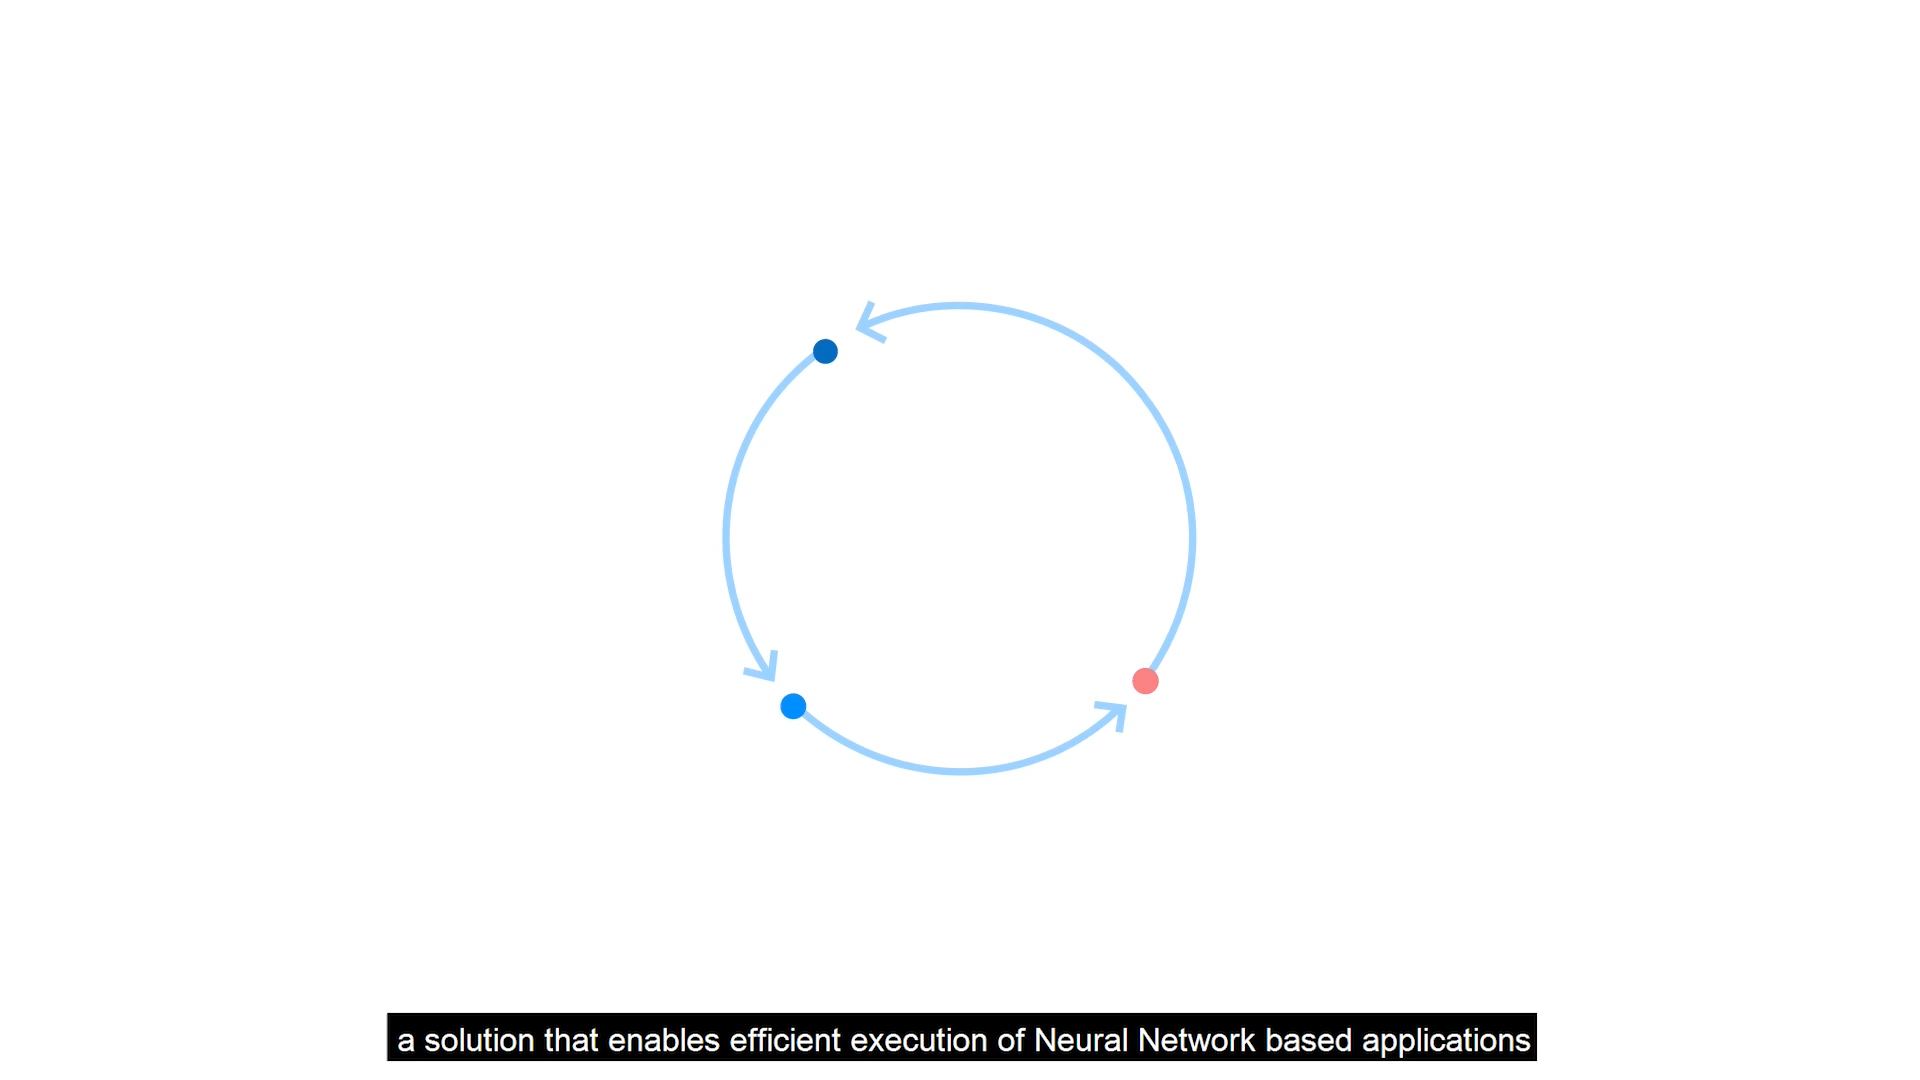 a solution that enables efficient execution of Neural Network based applications